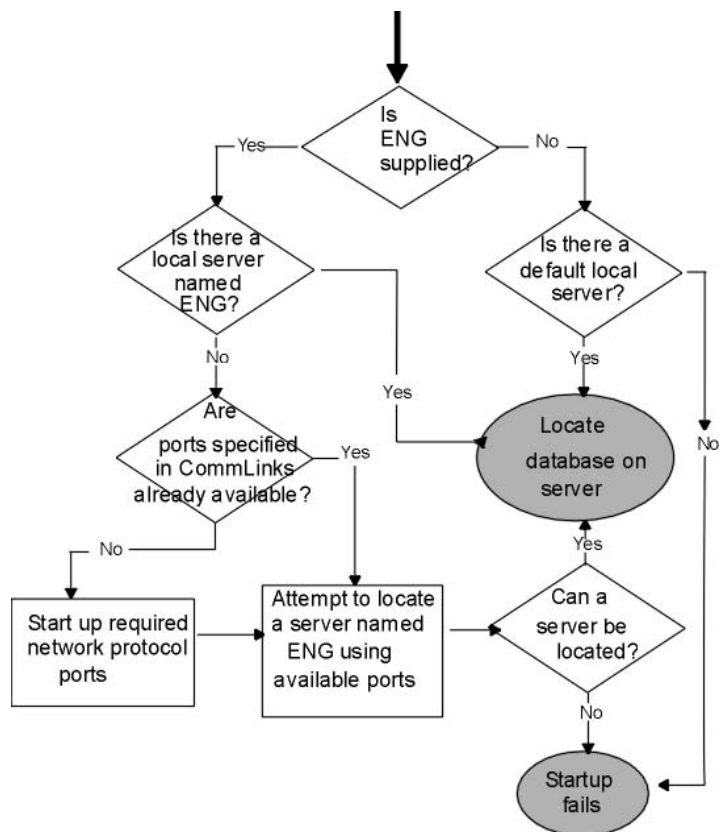 Is
ENG
supplied?
Yes
No
Is there a
local server
named
ENG?
Is there a
default local
server?
No
Yes
Yes
Are
ports specified
in CommLinks
already available?
Yes
Locate
database on
server
No
No
Yes
Start up required
network protocol
ports
Attempt to locate
a server named
ENG using
available ports
Can a
server be
located?
No
Startup
fails